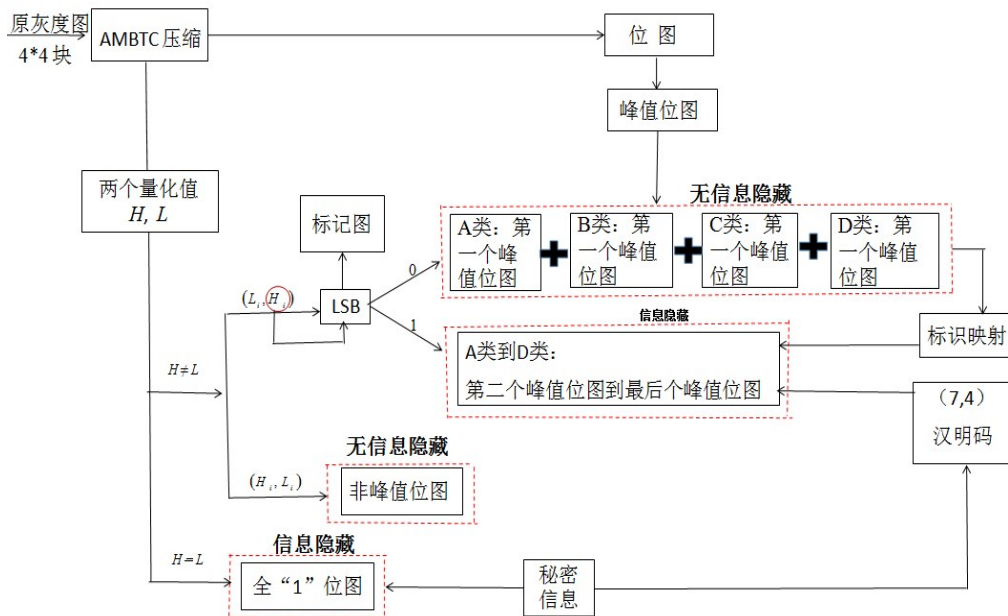 原灰度图
4*4 块
AMBTC 压缩
位 图
峰值位图
两个量化值
H, L
标记图
无信息隐藏
A类：第
一个峰
值位图
B类：第
一个峰值
位图
C类：第
一个峰值
位图
D类：第
一个峰值
位图
0
(L_i, H_i)
LSB
1
信息隐藏
A类到D类：
第二个峰值位图到最后个峰值位图
标识映射
H≠L
（7,4）
汉明码
无信息隐藏
(H_i, L_i)
非峰值位图
信息隐藏
H=L
全“1”位图
秘密
信息